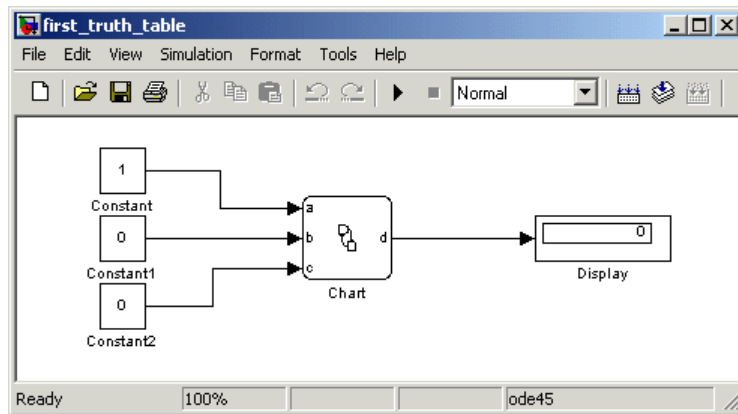 first_truth_table
File Edit View Simulation Format Tools Help
Normal
1
Constant
0
Constant1
0
Constant2
a
b
c
d
Chart
0
Display
Ready 100% ode45